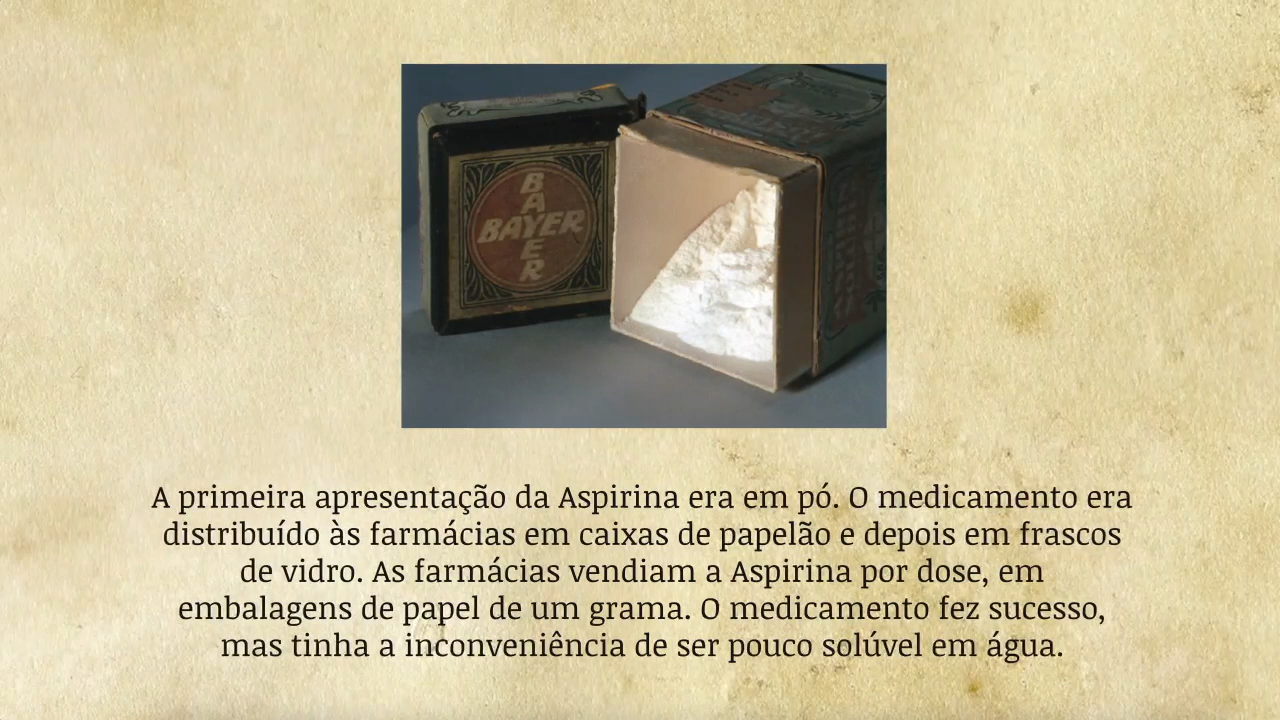 BAYER
BAYER
A primeira apresentação da Aspirina era em pó. O medicamento era
distribuído às farmácias em caixas de papelão e depois em frascos
de vidro. As farmácias vendiam a Aspirina por dose, em
embalagens de papel de um grama. O medicamento fez sucesso,
mas tinha a inconveniência de ser pouco solúvel em água.